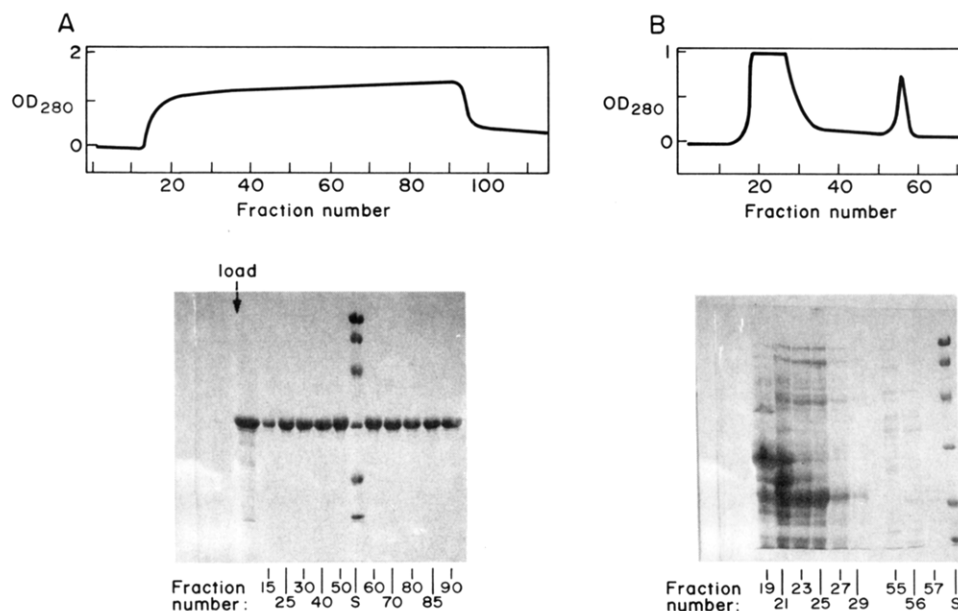 A
2
OD280
0
20 40 60 80 100
Fraction number
load
Fraction number: 15 25 30 40 50 S 60 70 80 85 90
B
1
OD280
0
20 40 60
Fraction number
Fraction number: 19 21 23 25 27 29 55 56 57 S